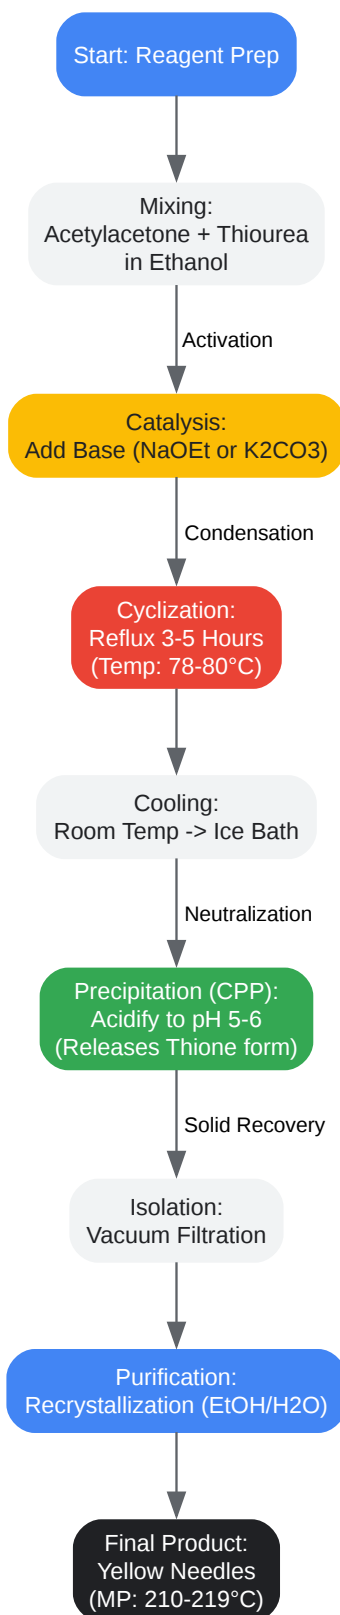 Start: Reagent Prep
Mixing:
Acetylacetone + Thiourea
in Ethanol
Activation
Catalysis:
Add Base (NaOEt or K2CO3)
Condensation
Cyclization:
Reflux 3-5 Hours
(Temp: 78-80°C)
Cooling:
Room Temp -> Ice Bath
Neutralization
Precipitation (CPP):
Acidify to pH 5-6
(Releases Thione form)
Solid Recovery
Isolation:
Vacuum Filtration
Purification:
Recrystallization (EtOH/H2O)
Final Product:
Yellow Needles
(MP: 210-219°C)